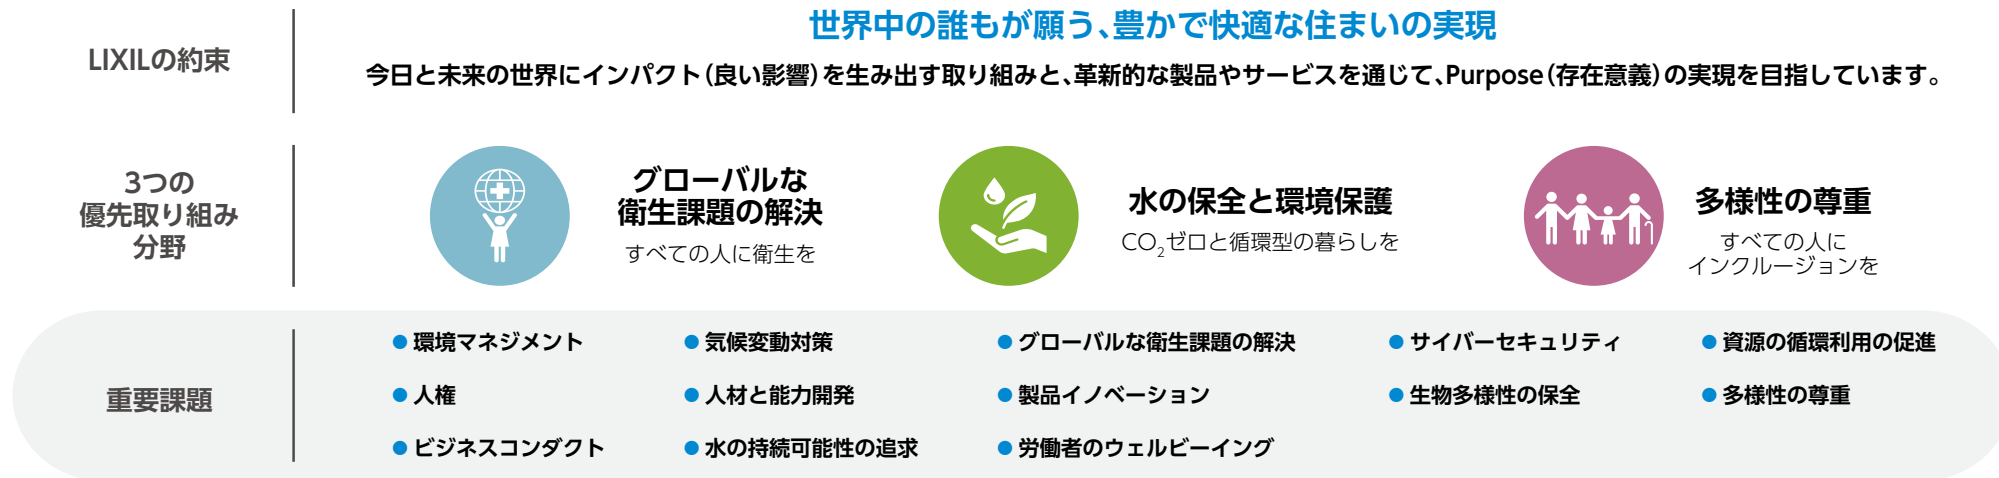 LIXILの約束
世界中の誰もが願う、豊かで快適な住まいの実現
今日と未来の世界にインパクト（良い影響）を生み出す取り組みと、革新的な製品やサービスを通じて、Purpose（存在意義）の実現を目指しています。
3つの
優先取り組み
分野
グローバルな
衛生課題の解決
すべての人に衛生を
水の保全と環境保護
CO₂ゼロと循環型の暮らしを
多様性の尊重
すべての人に
インクルージョンを
重要課題
● 環境マネジメント
● 気候変動対策
● グローバルな衛生課題の解決
● サイバーセキュリティ
● 資源の循環利用の促進
● 人権
● 人材と能力開発
● 製品イノベーション
● 生物多様性の保全
● 多様性の尊重
● ビジネスコンダクト
● 水の持続可能性の追求
● 労働者のウェルビーイング